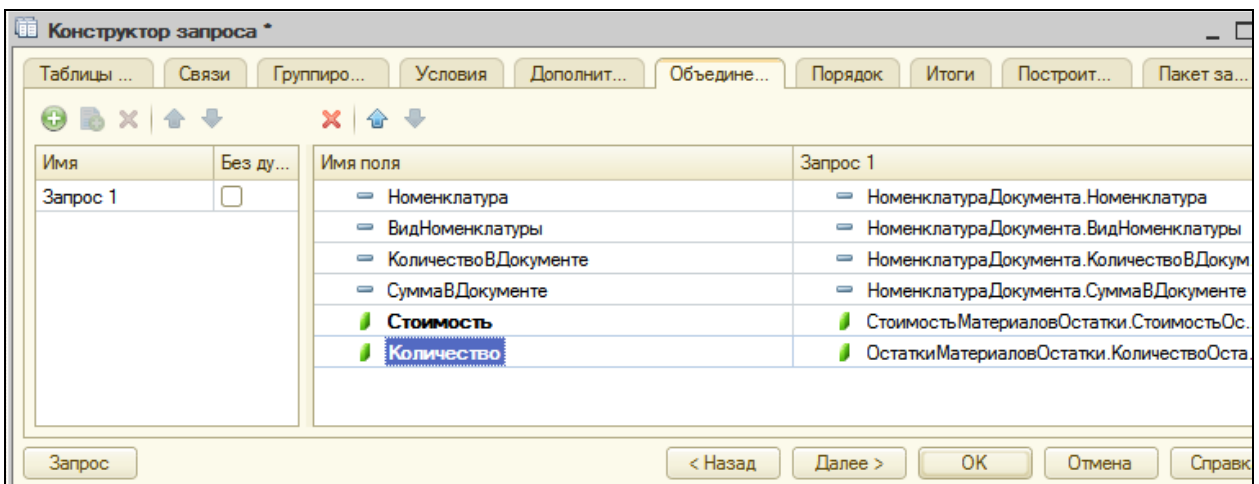 Конструктор запроса *
Таблицы ... Связи Группиро... Условия Дополнит... Объедине... Порядок Итоги Построит... Пакет за...
Имя Без ду... Имя поля Запрос 1
Запрос 1 Номенклатура НоменклатураДокумента.Номенклатура
ВидНоменклатуры НоменклатураДокумента.ВидНоменклатуры
КоличествоВДокументе НоменклатураДокумента.КоличествоВДокум
СуммаВДокументе НоменклатураДокумента.СуммаВДокументе
Стоимость СтоимостьМатериаловОстатки.СтоимостьОс...
Количество ОстаткиМатериаловОстатки.КоличествоОста...
Запрос < Назад Далее > OK Отмена Справк